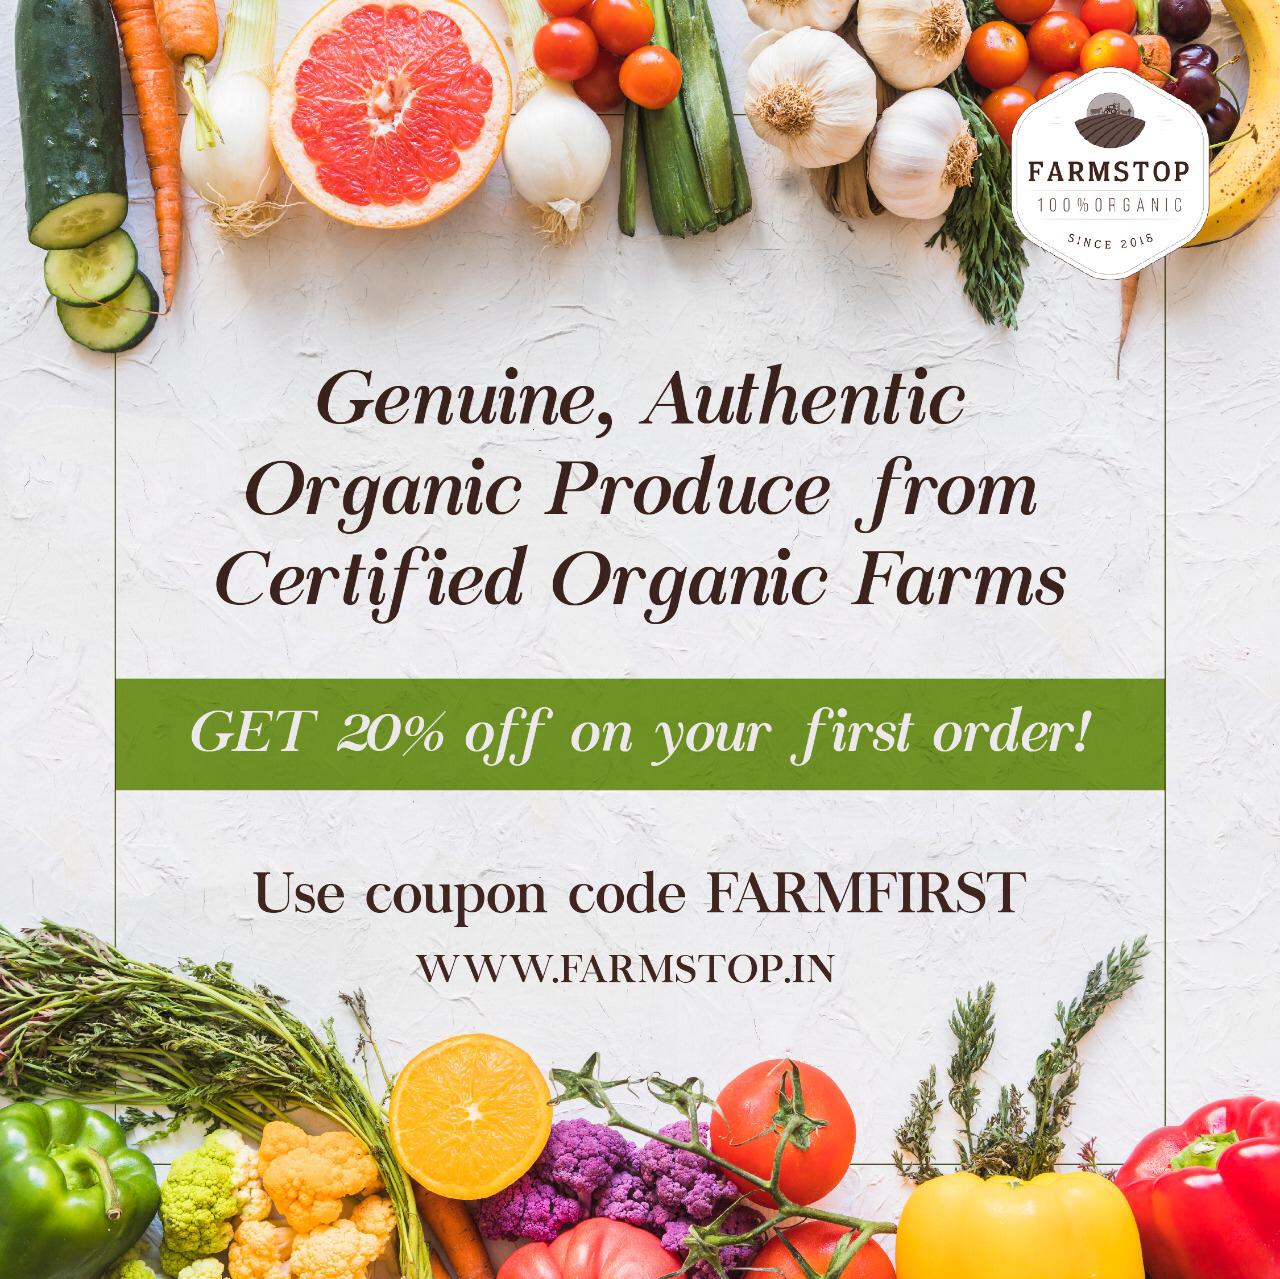 FARMSTOP
100%ORGANIC
SINCE 2018
Genuine, Authentic
Organic Produce from
Certified Organic Farms
GET 20% off on your first order!
Use coupon code FARMFIRST
WWW.FARMSTOP.IN